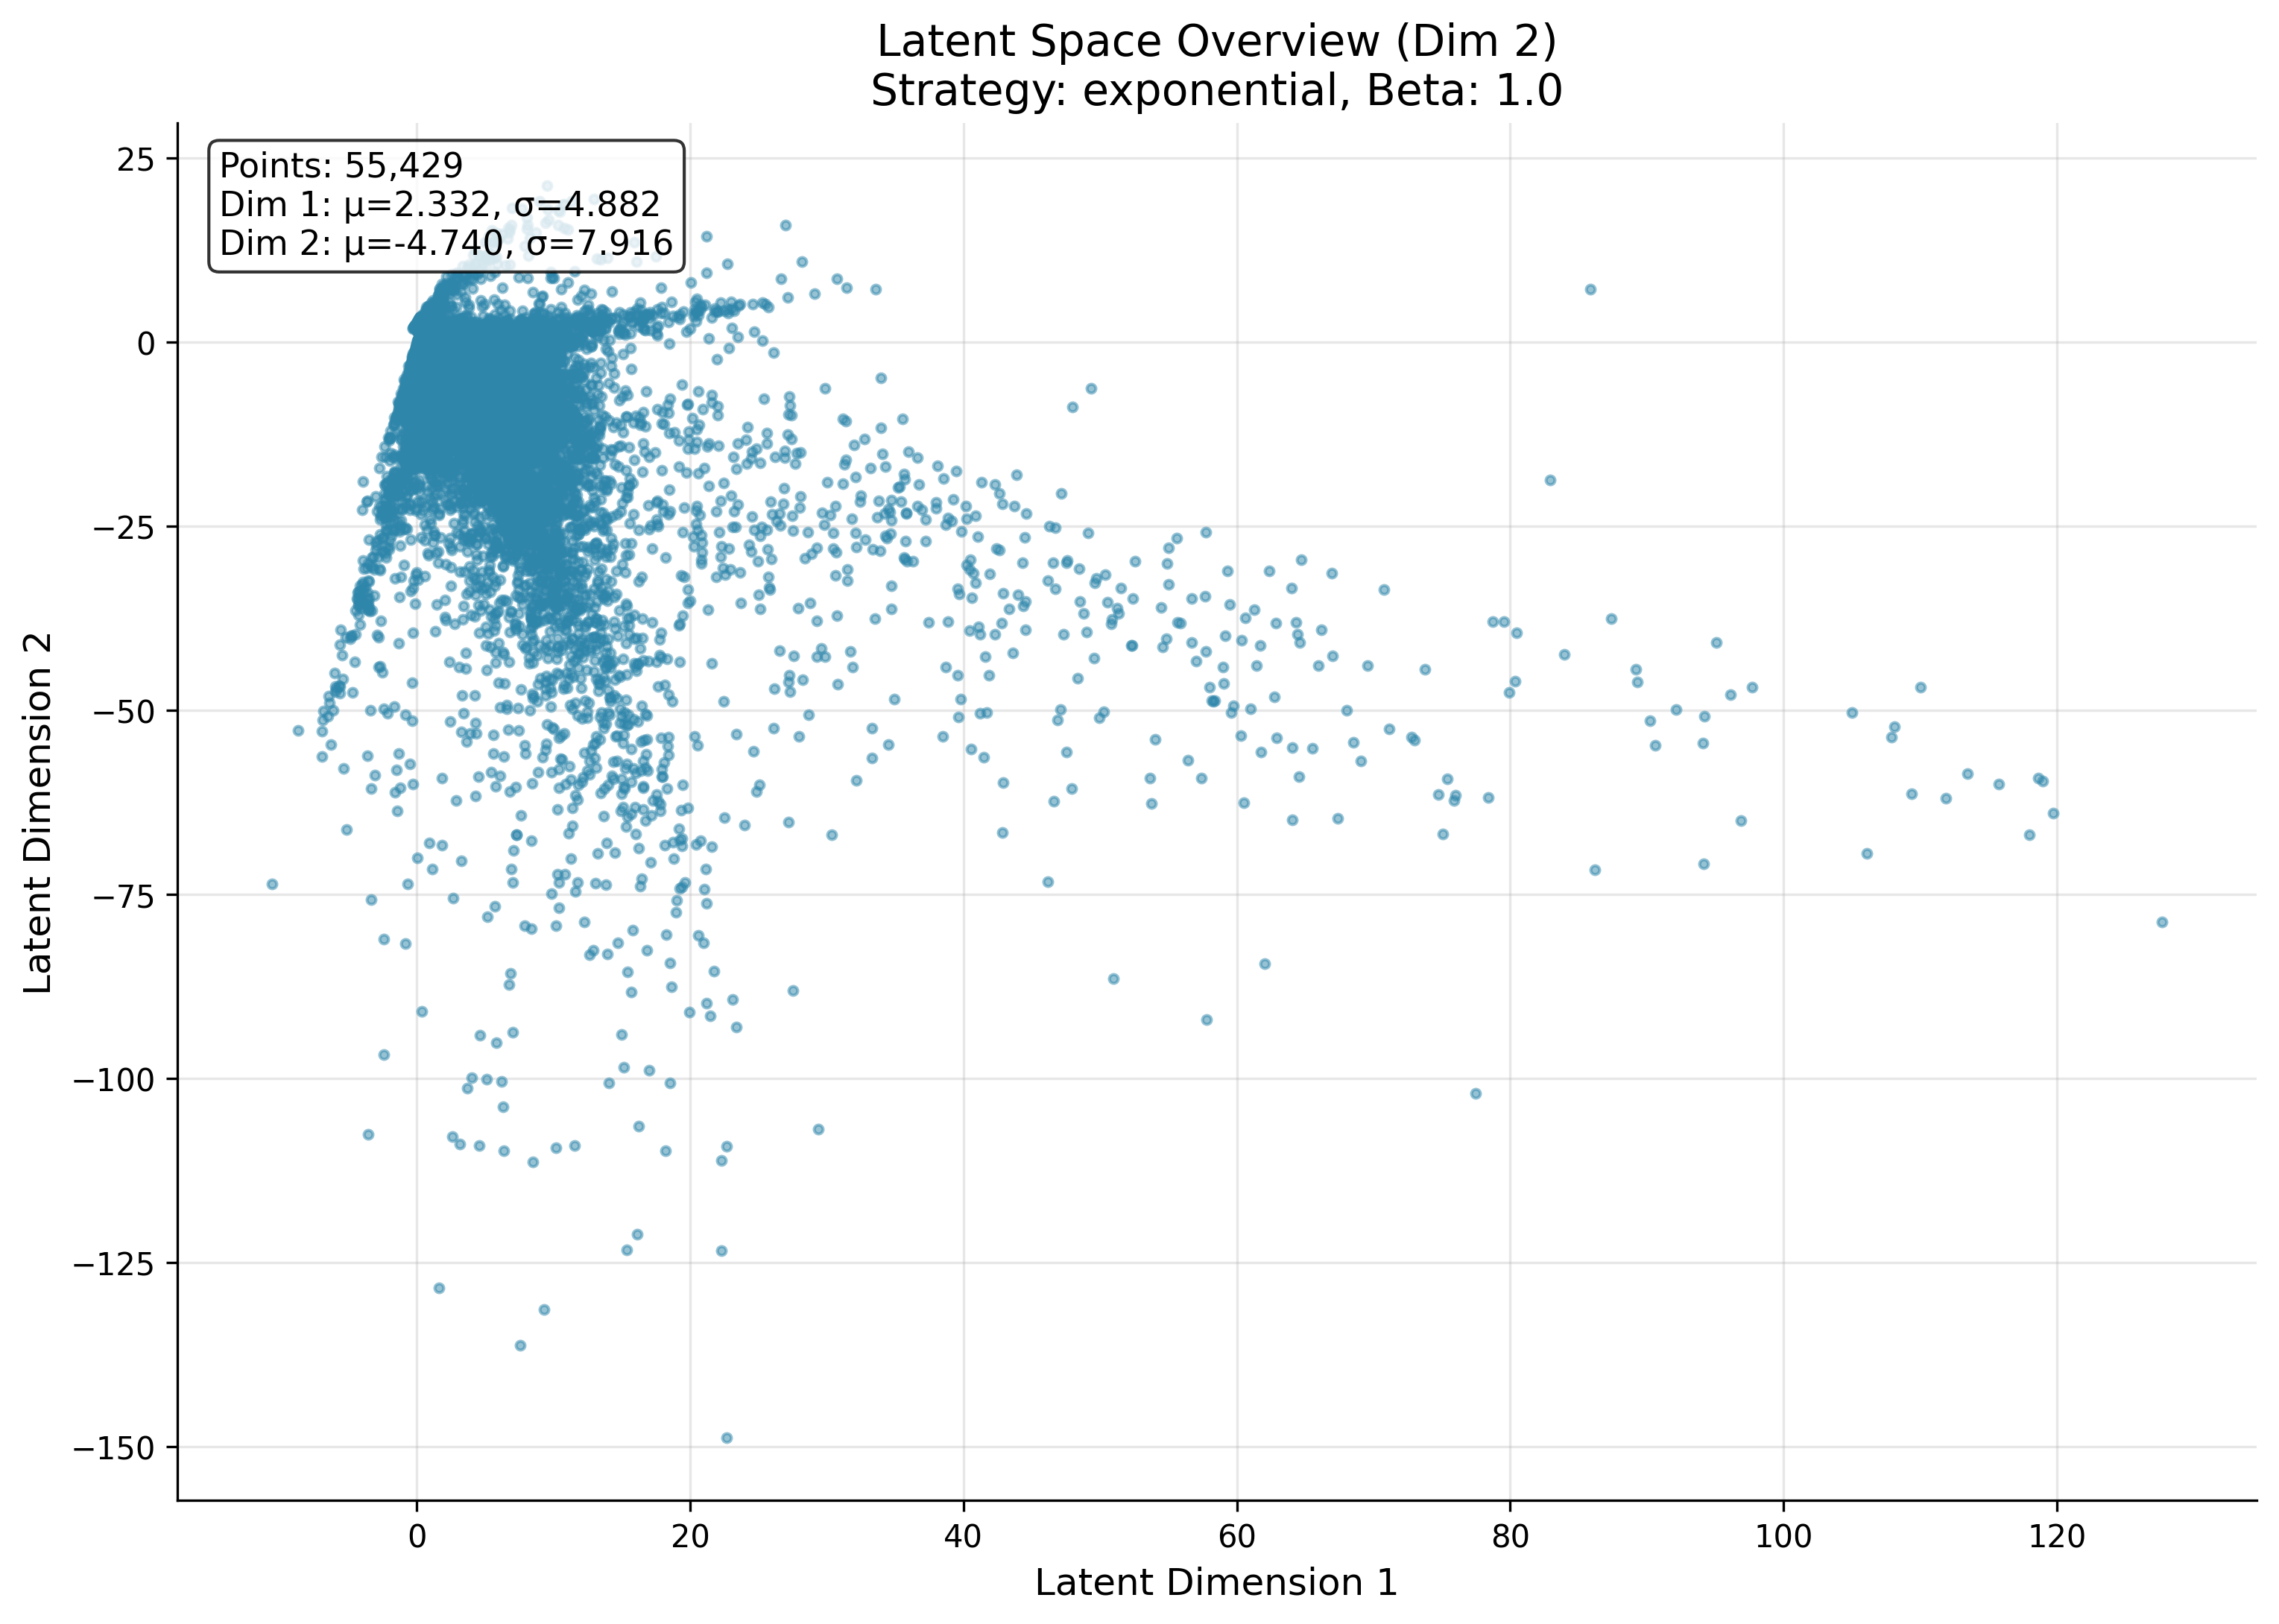 Latent Space Overview (Dim 2)
Strategy: exponential, Beta: 1.0
Points: 55,429
Dim 1: μ=2.332, σ=4.882
Dim 2: μ=-4.740, σ=7.916
25
0
−25
−50
−75
−100
−125
−150
Latent Dimension 2
0 20 40 60 80 100 120
Latent Dimension 1